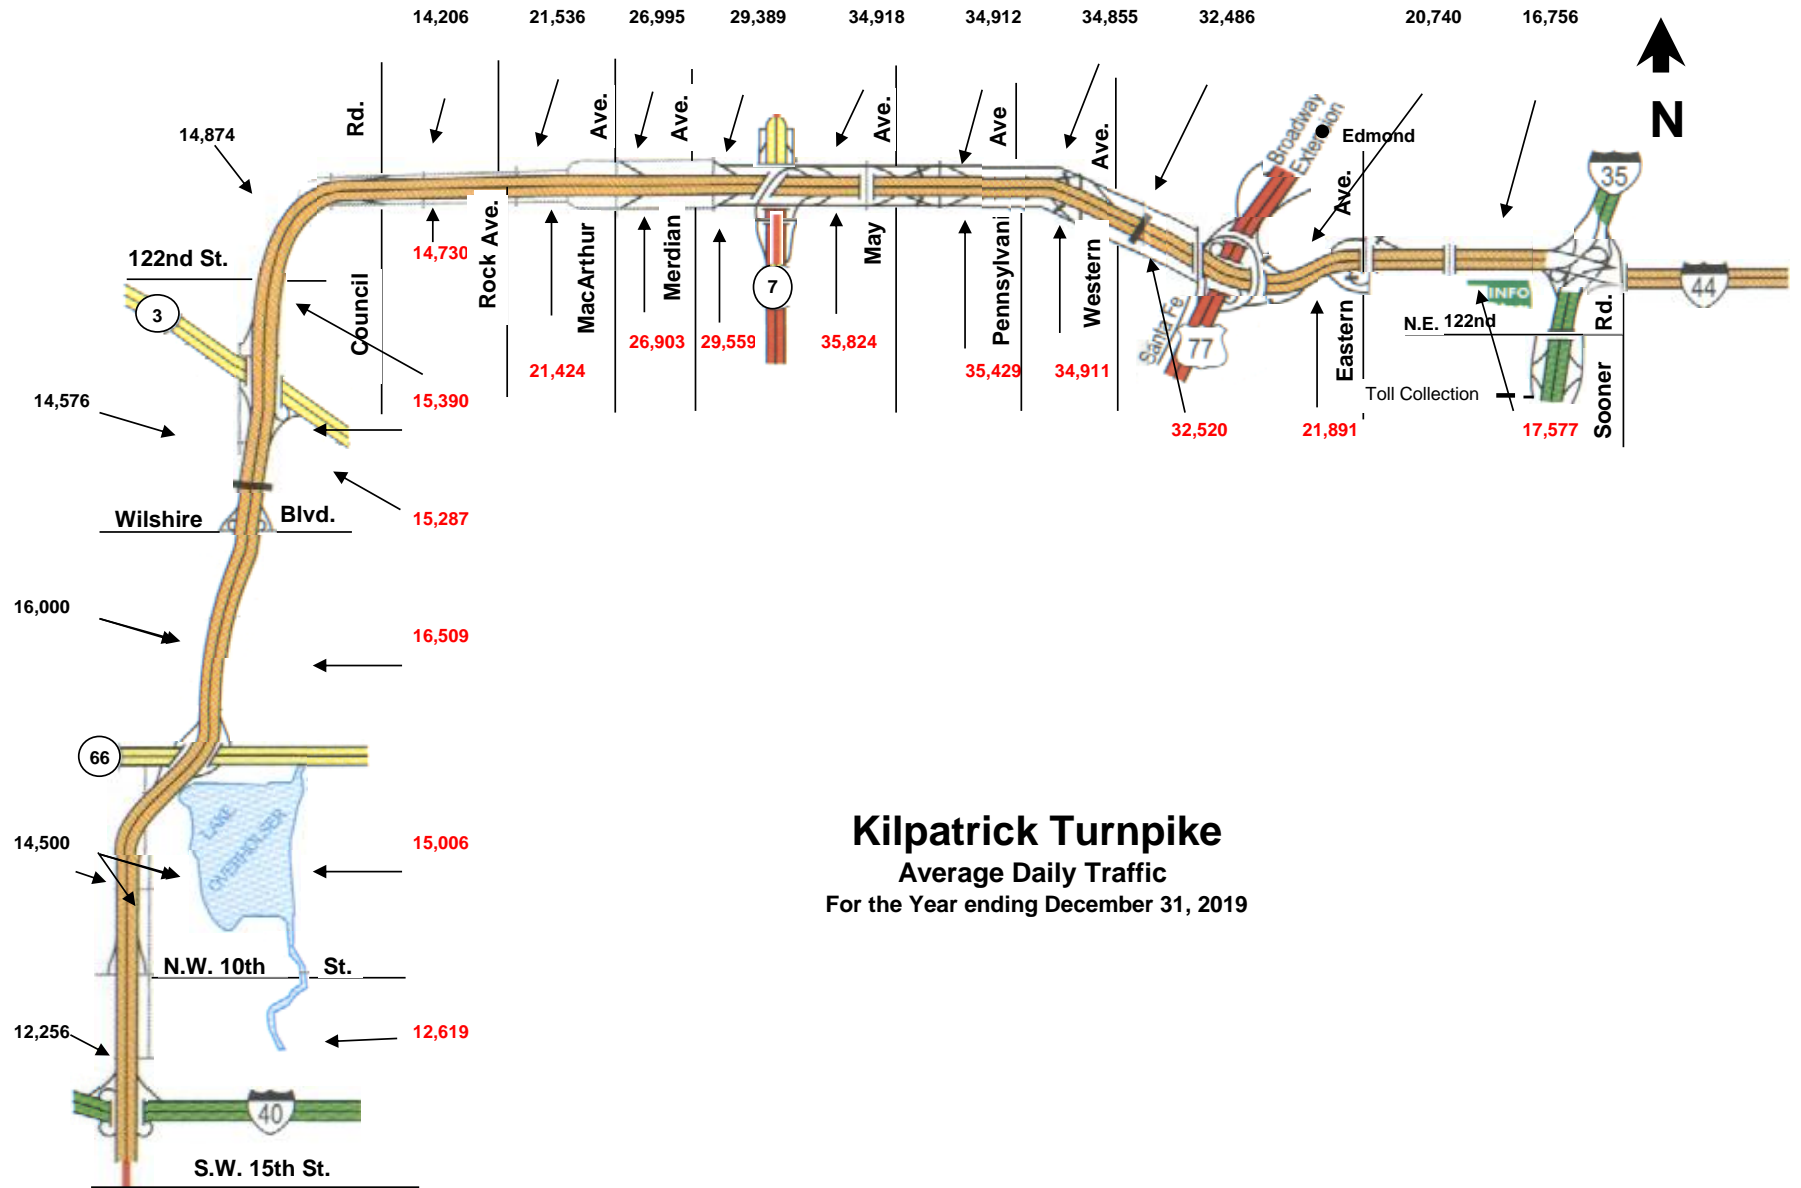 14,206 21,536 26,995 29,389 34,918 34,912 34,855 32,486 20,740 16,756
N
14,874
Rd.
Ave.
Ave.
Ave.
Ave
Ave.
Broadway
Extension
Edmond
Ave.
35
122nd St.
3
Council
14,730
Rock Ave.
MacArthur
Merdian
7
May
Pennsylvani
Western
Santa Fe
77
Eastern
INFO
N.E. 122nd
Rd.
Sooner
44
26,903 29,559 35,824
21,424 35,429 34,911
Toll Collection
14,576
15,390
32,520 21,891 17,577
15,287
Wilshire Blvd.
16,000
16,509
66
LAKE
OVERHOLSER
14,500
15,006
Kilpatrick Turnpike
Average Daily Traffic
For the Year ending December 31, 2019
N.W. 10th St.
12,256
12,619
40
S.W. 15th St.